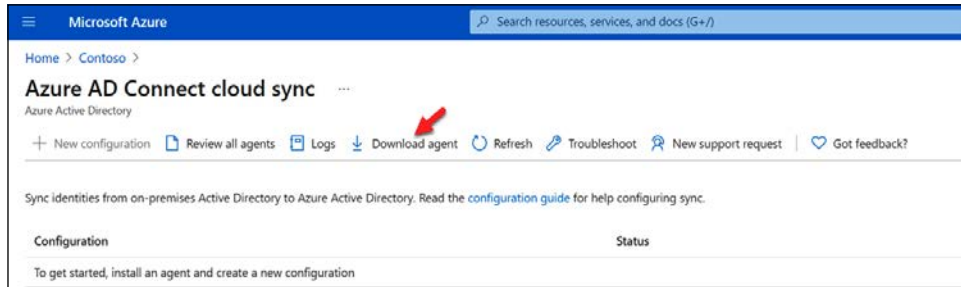 Microsoft Azure
Search resources, services, and docs (G+/)
Home > Contoso >
Azure AD Connect cloud sync ...
Azure Active Directory
+ New configuration Review all agents Logs Download agent Refresh Troubleshoot New support request Got feedback?
Sync identities from on-premises Active Directory to Azure Active Directory. Read the configuration guide for help configuring sync.
Configuration Status
To get started, install an agent and create a new configuration